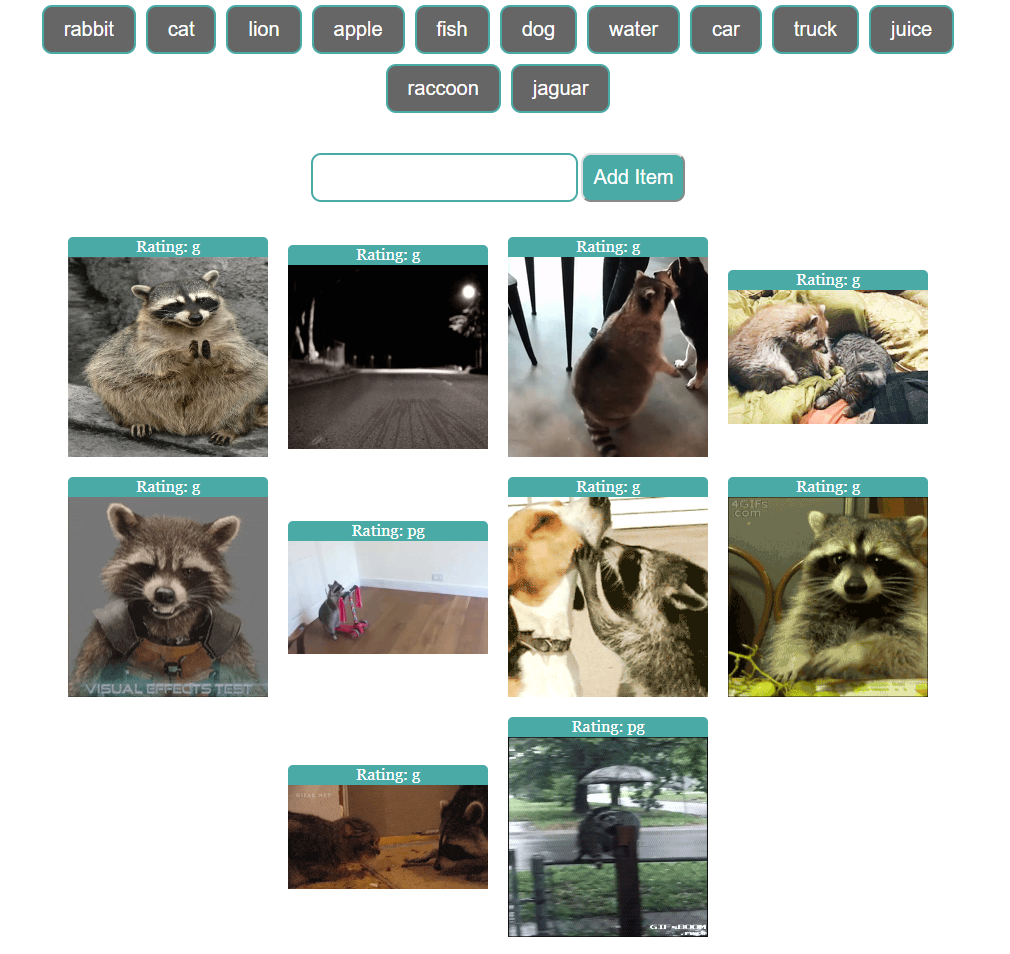 rabbit cat lion apple fish dog water car truck juice
raccoon jaguar
Add Item
Rating: g
Rating: g
Rating: g
Rating: g
Rating: g
VISUAL EFFECTS TEST
Rating: pg
Rating: g
Rating: g
4GIFs
.com
Rating: g
Rating: pg